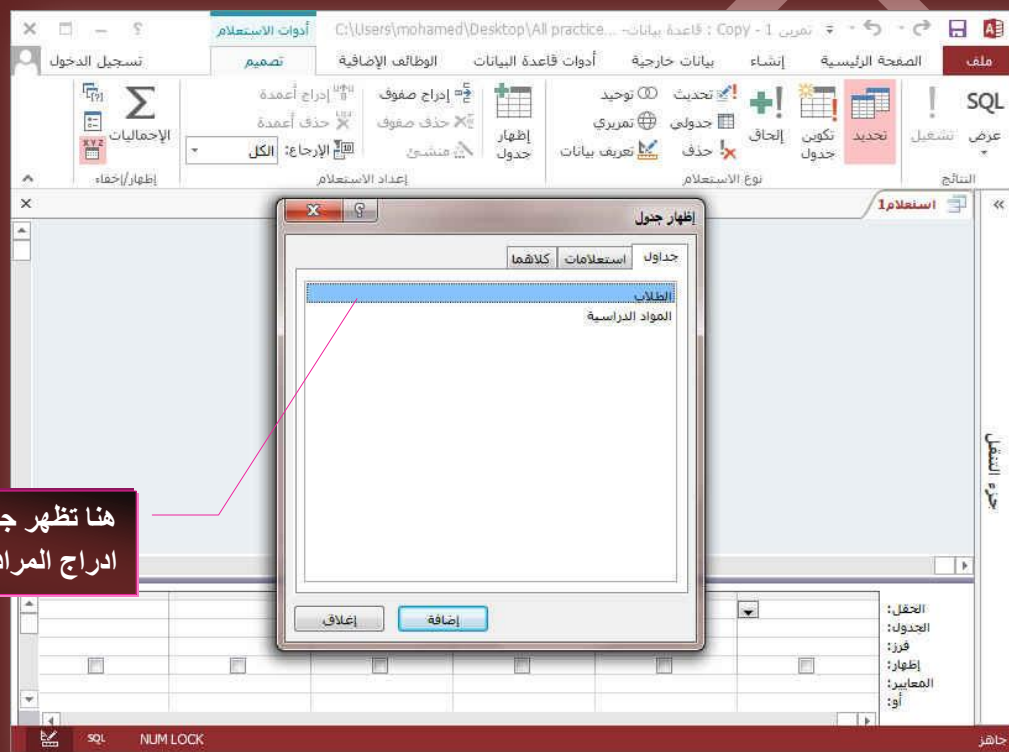 أدوات الاستعلام
تمرين 1 - Copy : قاعدة بيانات- ...C:\Users\mohamed\Desktop\All practice
ملف
الصفحة الرئيسية
إنشاء
بيانات خارجية
أدوات قاعدة البيانات
الوظائف الإضافية
تصميم
تسجيل الدخول
SQL
عرض
تشغيل
تحديد
تكوين جدول
إلحاق
تحديث
توحيد
جدولي
تمريري
حذف
تعريف بيانات
إظهار جدول
إدراج صفوف
إدراج أعمدة
حذف صفوف
حذف أعمدة
منشئ
الإرجاع: الكل
الإجماليات
النتائج
نوع الاستعلام
إعداد الاستعلام
إظهار/إخفاء
استعلام1
إظهار جدول
جداول
استعلامات
كلاهما
الطلاب
المواد الدراسية
إضافة
إغلاق
جزء التنقل
هنا تظهر
ادراج
الحقل:
الجدول:
فرز:
إظهار:
المعايير:
أو:
جاهز
NUM LOCK
SQL